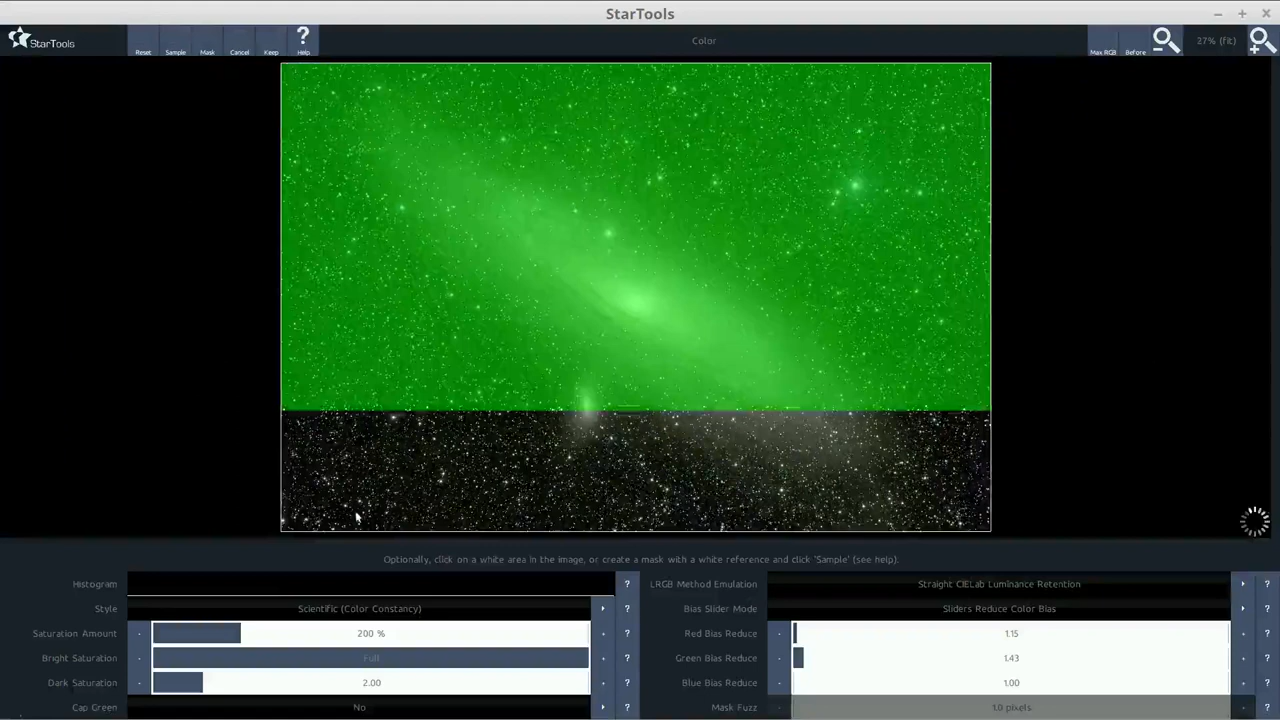 StarTools
StarTools
Reset
Sample
Mask
Cancel
Keep
?
Help
Color
Max RGB
Before
27% (fit)
Optionally, click on a white area in the image, or create a mask with a white reference and click 'Sample' (see help).
Histogram ?
Style Scientific (Color Constancy) ?
Saturation Amount - 200 % ?
Bright Saturation - Full ?
Dark Saturation - 2.00 ?
Cap Green No ?
LRGB Method Emulation Straight CIELab Luminance Retention ?
Bias Slider Mode Sliders Reduce Color Bias ?
Red Bias Reduce - 1.15 ?
Green Bias Reduce - 1.43 ?
Blue Bias Reduce - 1.00 ?
Mask Fuzz - 1.0 pixels ?